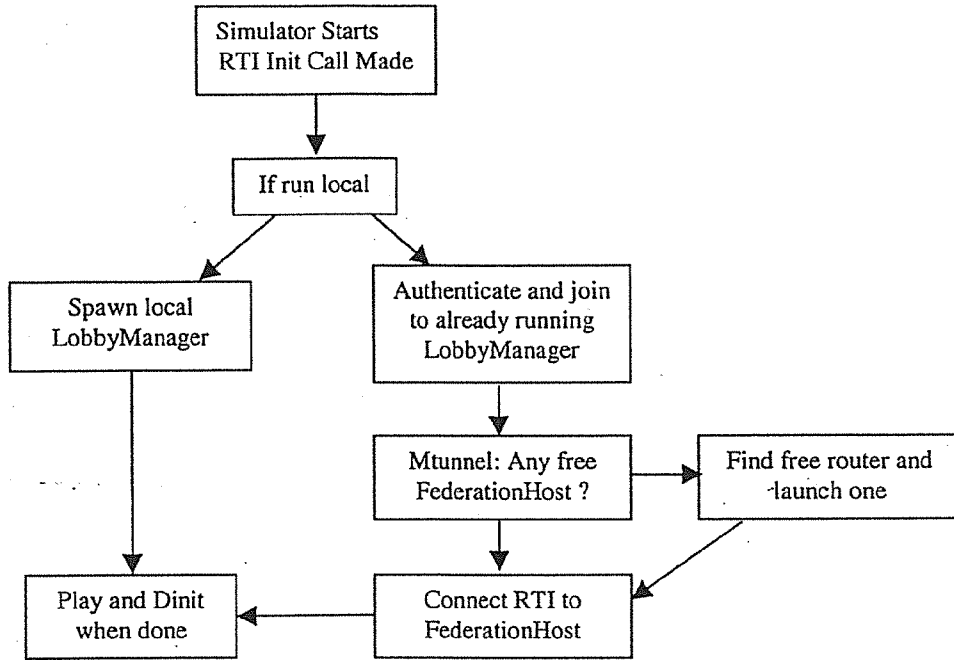 Simulator Starts
RTI Init Call Made
If run local
Spawn local
LobbyManager
Authenticate and join
to already running
LobbyManager
Mtunnel: Any free
FederationHost ?
Find free router and
launch one
Play and Dinit
when done
Connect RTI to
FederationHost